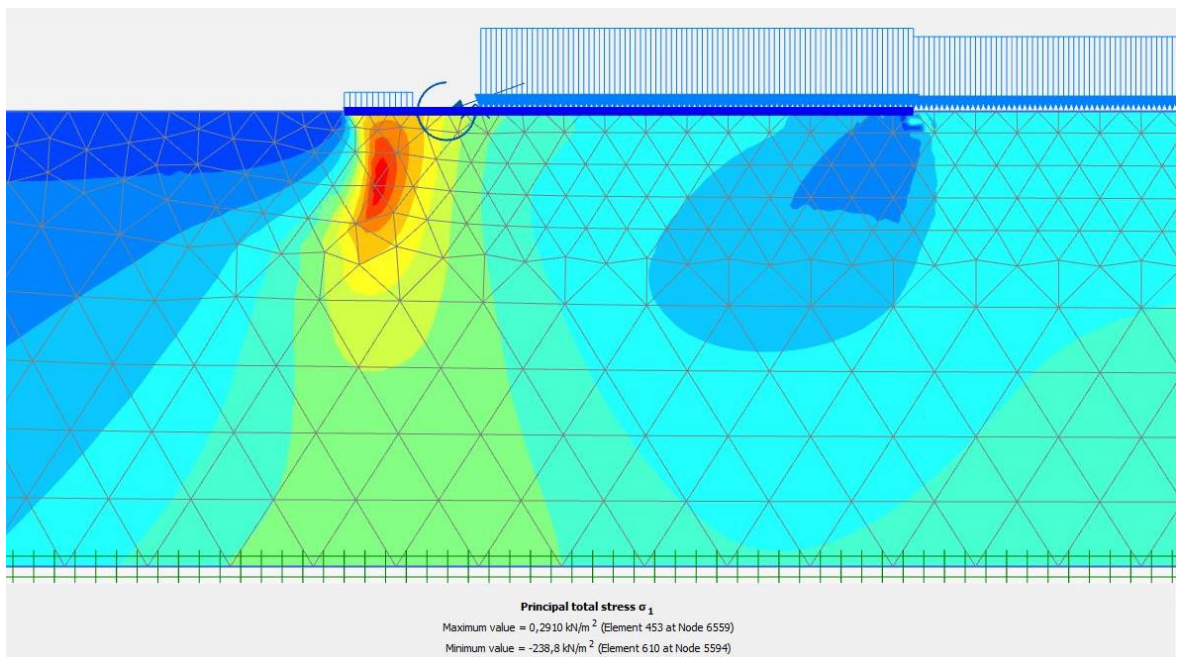 Principal total stress σ₁
Maximum value = 0,2910 kN/m² (Element 453 at Node 6559)
Minimum value = -238,8 kN/m² (Element 610 at Node 5594)